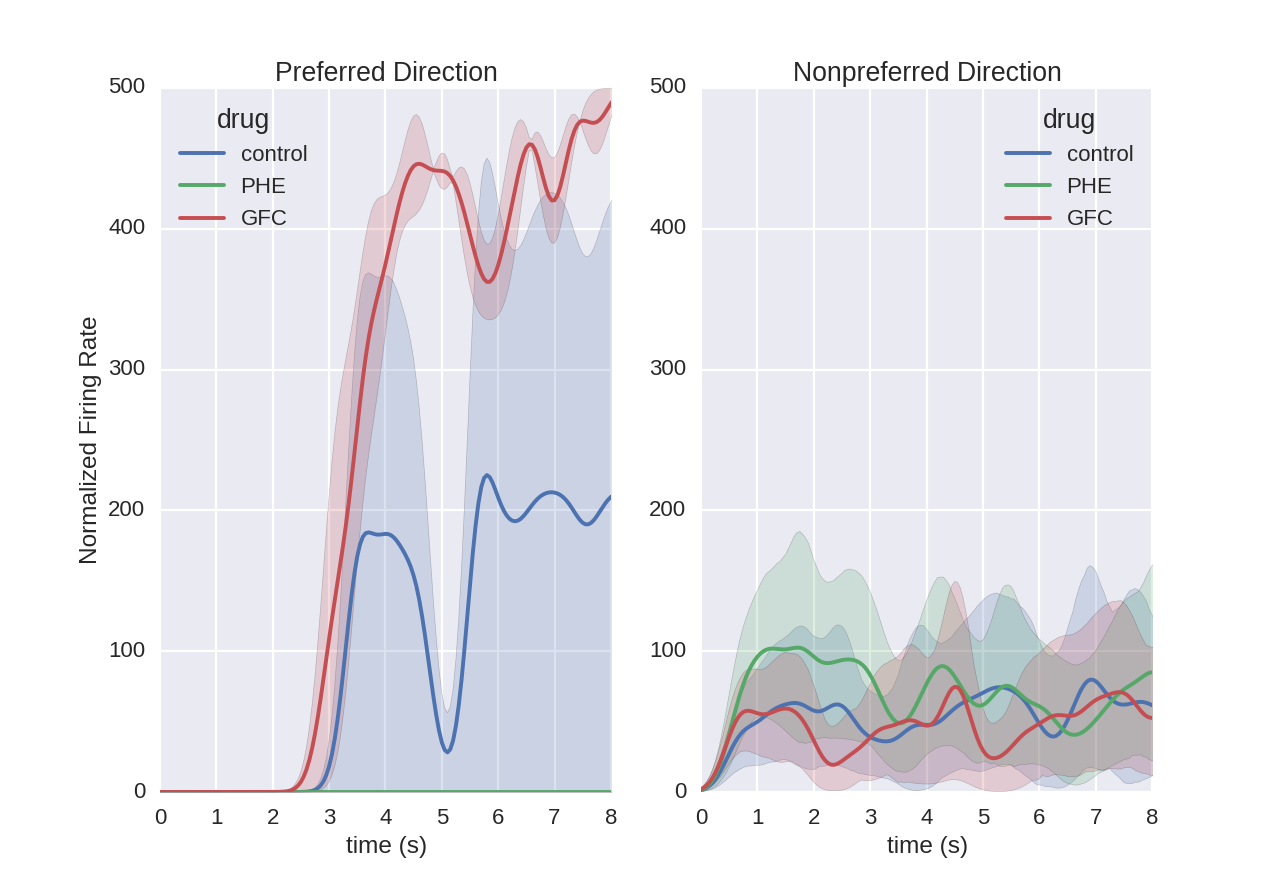 Preferred Direction
500
400
300
200
100
0
Normalized Firing Rate
drug
control
PHE
GFC
0 1 2 3 4 5 6 7 8
time (s)
Nonpreferred Direction
500
400
300
200
100
0
drug
control
PHE
GFC
0 1 2 3 4 5 6 7 8
time (s)